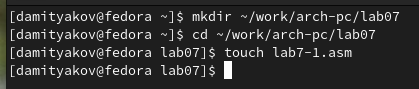 [damityakov@fedora ~]$ mkdir ~/work/arch-pc/lab07
[damityakov@fedora ~]$ cd ~/work/arch-pc/lab07
[damityakov@fedora lab07]$ touch lab7-1.asm
[damityakov@fedora lab07]$